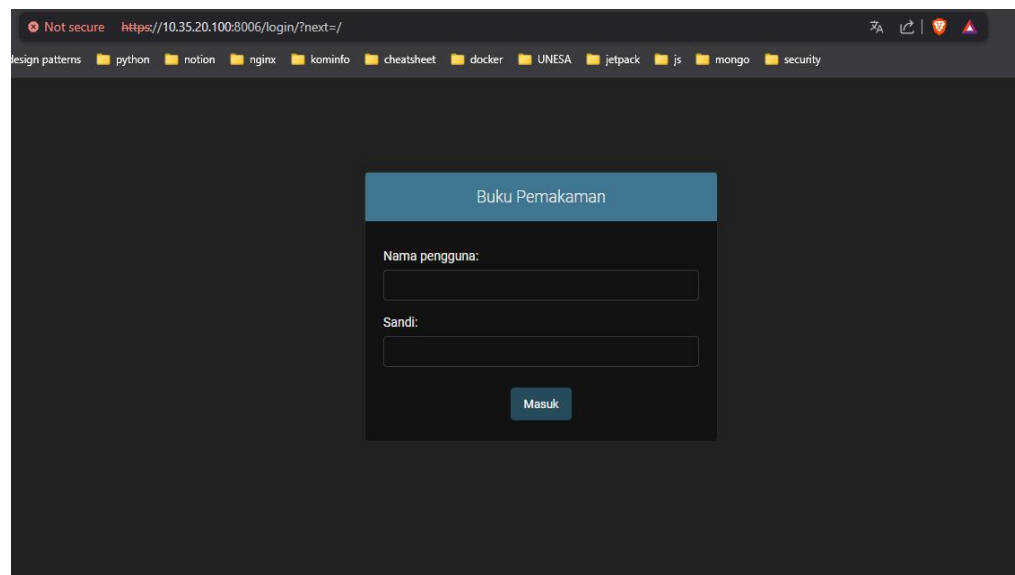 Not secure https://10.35.20.100:8006/login/?next=/
design patterns python notion nginx kominfo cheatsheet docker UNESA jetpack js mongo security
Buku Pemakaman
Nama pengguna:
Sandi:
Masuk